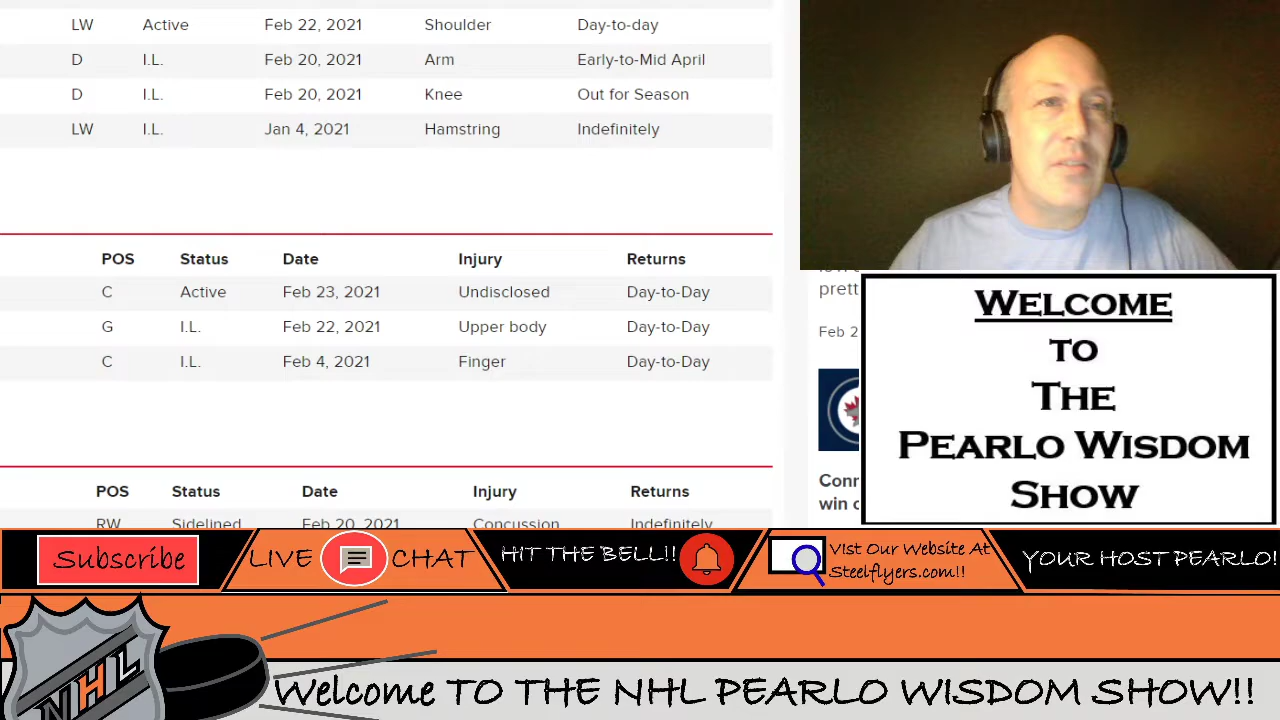 LW Active Feb 22, 2021 Shoulder Day-to-day
D I.L. Feb 20, 2021 Arm Early-to-Mid April
D I.L. Feb 20, 2021 Knee Out for Season
LW I.L. Jan 4, 2021 Hamstring Indefinitely
POS Status Date Injury Returns
C Active Feb 23, 2021 Undisclosed Day-to-Day
G I.L. Feb 22, 2021 Upper body Day-to-Day
C I.L. Feb 4, 2021 Finger Day-to-Day
POS Status Date Injury Returns
RW Sidelined Feb 20, 2021 Concussion Indefinitely
prett
Feb 2
Conn
win
Welcome
to
The
Pearlo Wisdom
Show
Subscribe
LIVE CHAT
HIT THE BELL!!
VIst Our Website At
Steelflyers.com!!
YOUR HOST PEARLO!
NHL
Welcome TO THE NHL PEARLO WISDOM SHOW!!